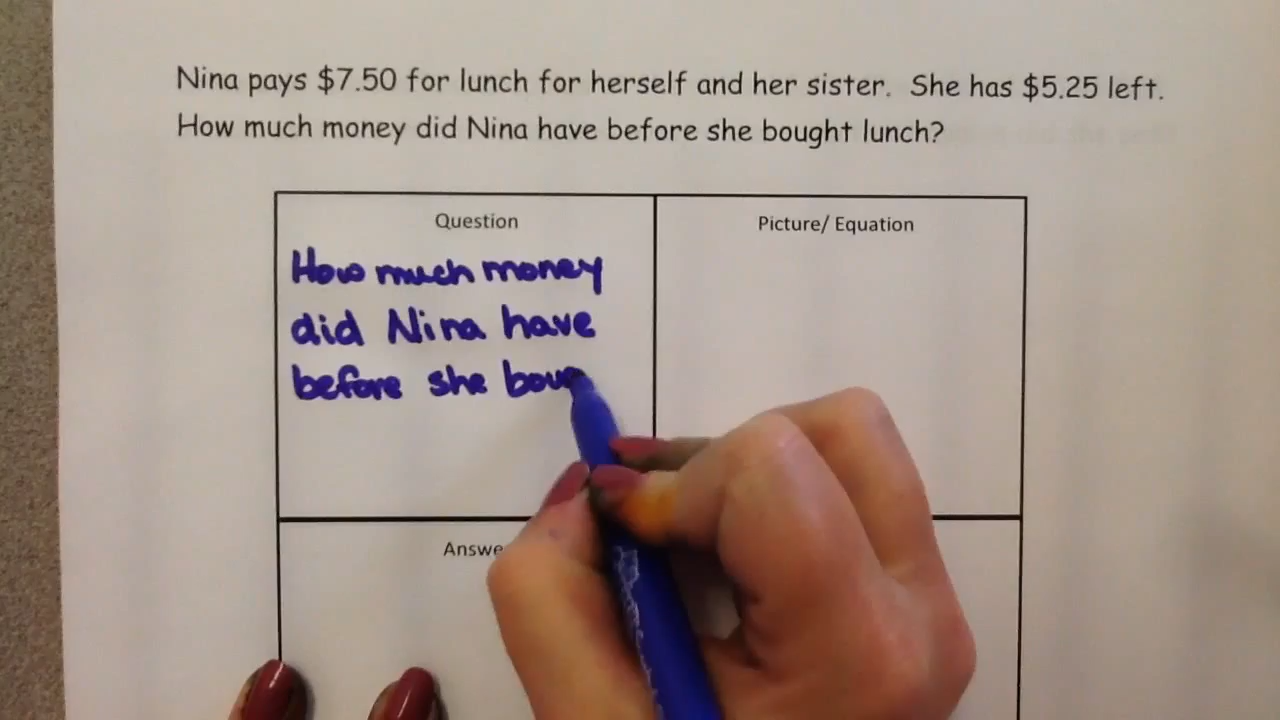 Nina pays $7.50 for lunch for herself and her sister. She has $5.25 left.
How much money did Nina have before she bought lunch?
Question
Picture/ Equation
How much money
did Nina have
before she bou
Answe